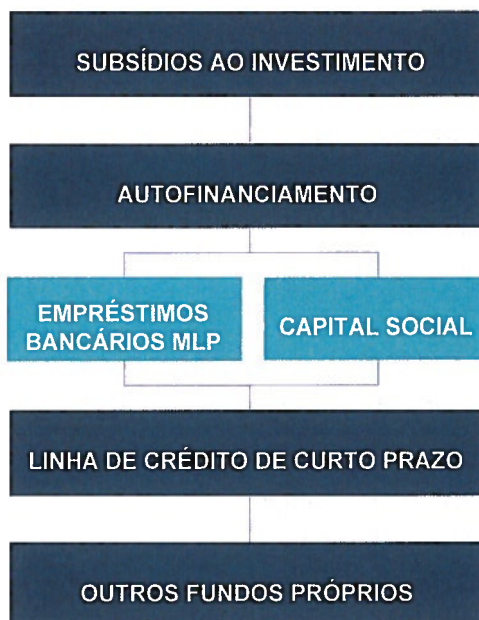 SUBSÍDIOS AO INVESTIMENTO
AUTOFINANCIAMENTO
EMPRÉSTIMOS
BANCÁRIOS MLP
CAPITAL SOCIAL
LINHA DE CRÉDITO DE CURTO PRAZO
OUTROS FUNDOS PRÓPRIOS